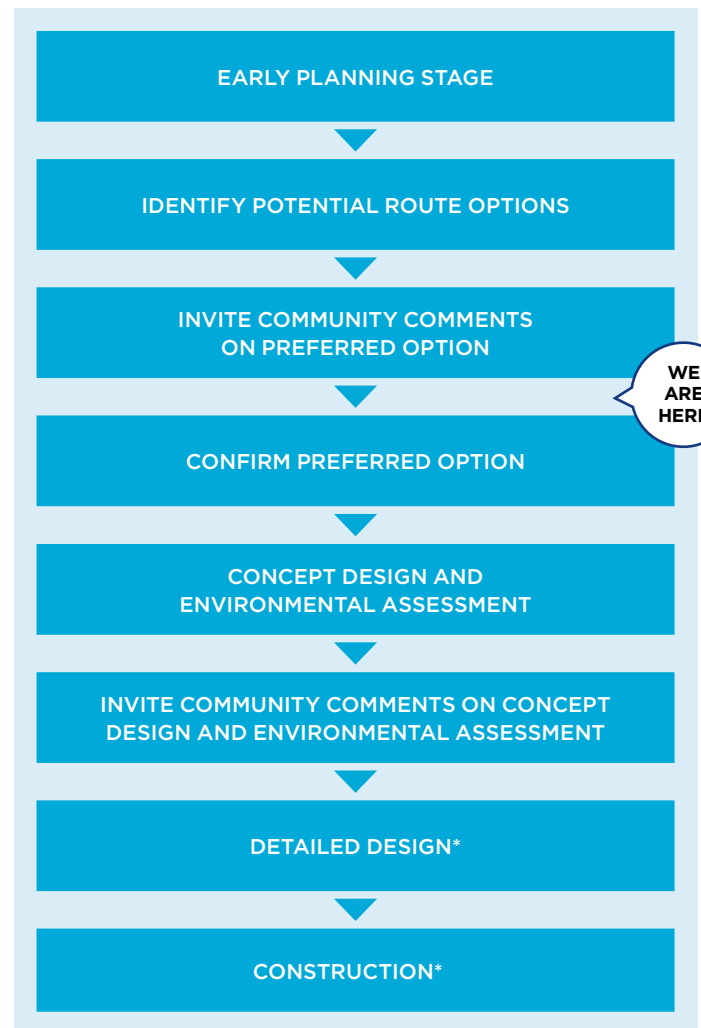 EARLY PLANNING STAGE
IDENTIFY POTENTIAL ROUTE OPTIONS
INVITE COMMUNITY COMMENTS
ON PREFERRED OPTION
WE
ARE
HERE
CONFIRM PREFERRED OPTION
CONCEPT DESIGN AND
ENVIRONMENTAL ASSESSMENT
INVITE COMMUNITY COMMENTS ON CONCEPT
DESIGN AND ENVIRONMENTAL ASSESSMENT
DETAILED DESIGN*
CONSTRUCTION*